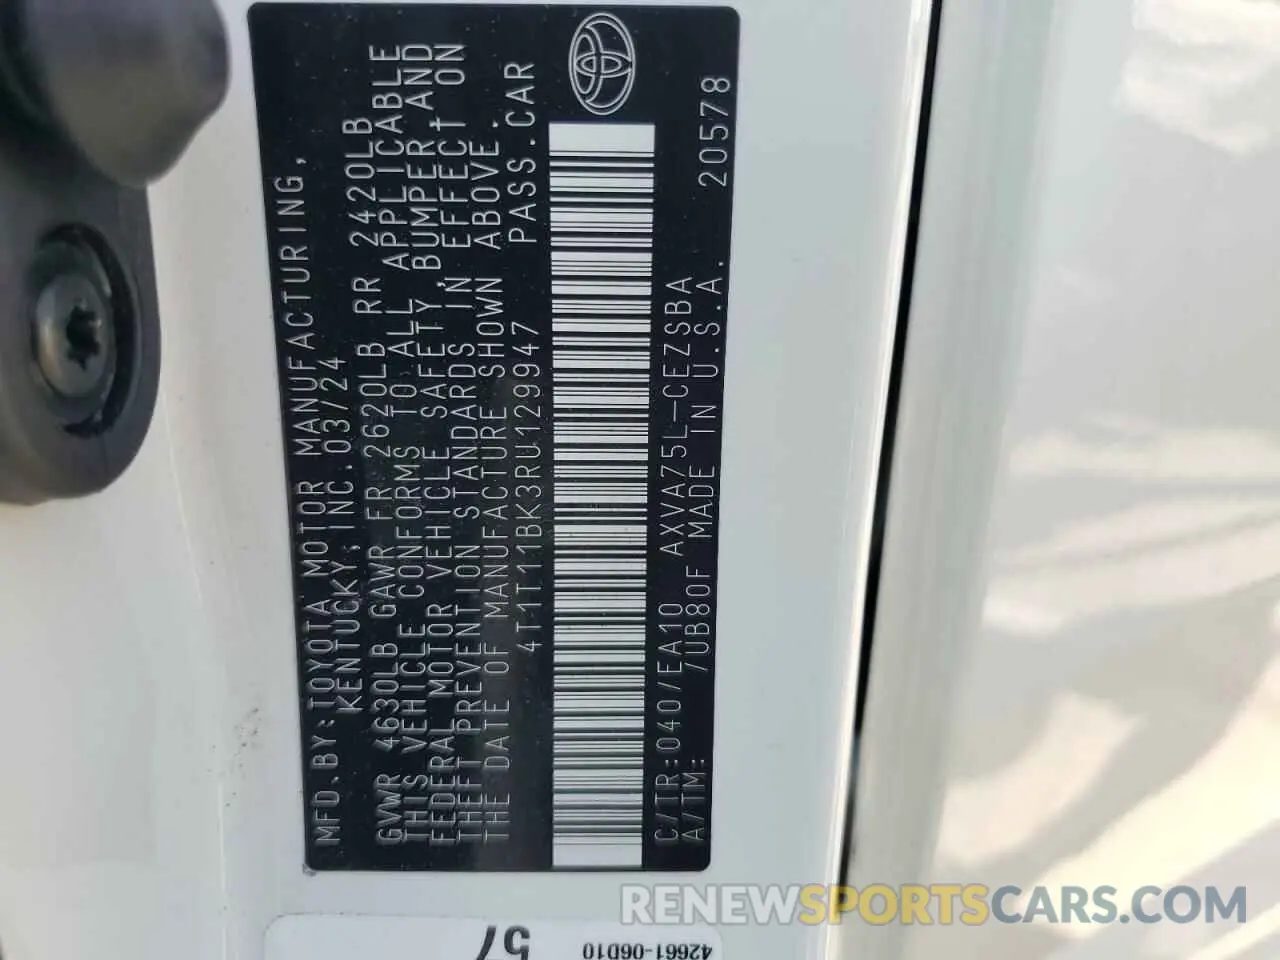 MFD.BY:TOYOTA MOTOR MANUFACTURING,
KENTUCKY, INC.03/24
GVWR 4630LB GAWR FR 2620LB RR 2420LB
THIS VEHICLE CONFORMS TO ALL APPLICABLE
FEDERAL MOTOR VEHICLE SAFETY,BUMPER,AND
THEFT PREVENTION STANDARDS IN EFFECT ON
THE DATE OF MANUFACTURE SHOWN ABOVE.
4T1T11BK3RU129947 PASS.CAR
C/TR:040/EA10 AXVA75L-CEZSBA
A/TM: /UB80F MADE IN U.S.A. 20578
57
42661-06D10
RENEWSPORTSCARS.COM